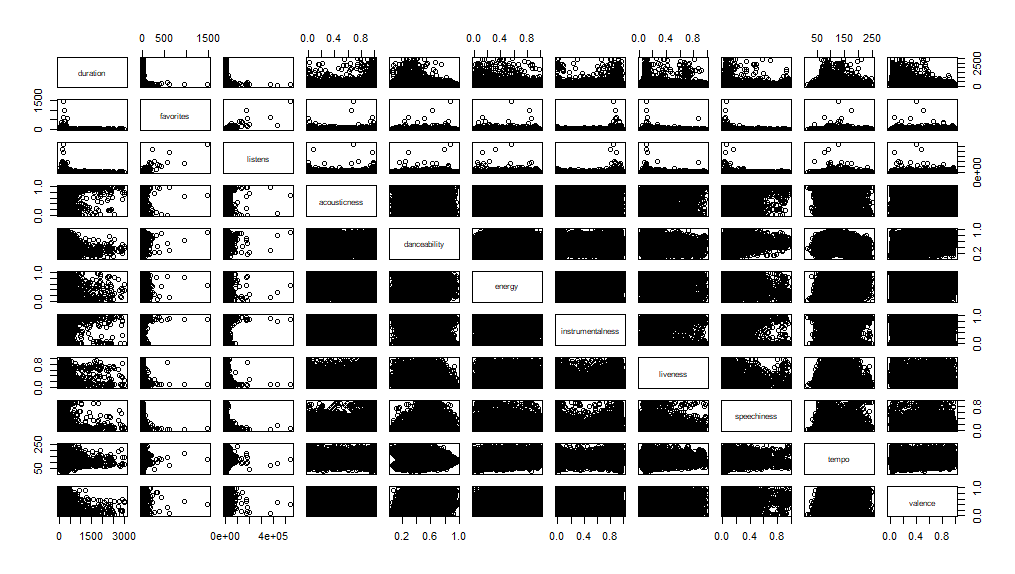 0 500 1500 0.0 0.4 0.8 0.0 0.4 0.8 0.0 0.4 0.8 50 150 250
duration 0 2500
0 1500 favorites
listens 0e+00
0.0 1.0 acousticness
danceability 0.2 1.0
0.0 1.0 energy
instrumentalness 0.0 1.0
0.0 0.8 liveness
speechiness 0.0 0.8
50 250 tempo
valence 0.0 1.0
0 1500 3000 0e+00 4e+05 0.2 0.6 1.0 0.0 0.4 0.8 0.0 0.4 0.8 0.0 0.4 0.8